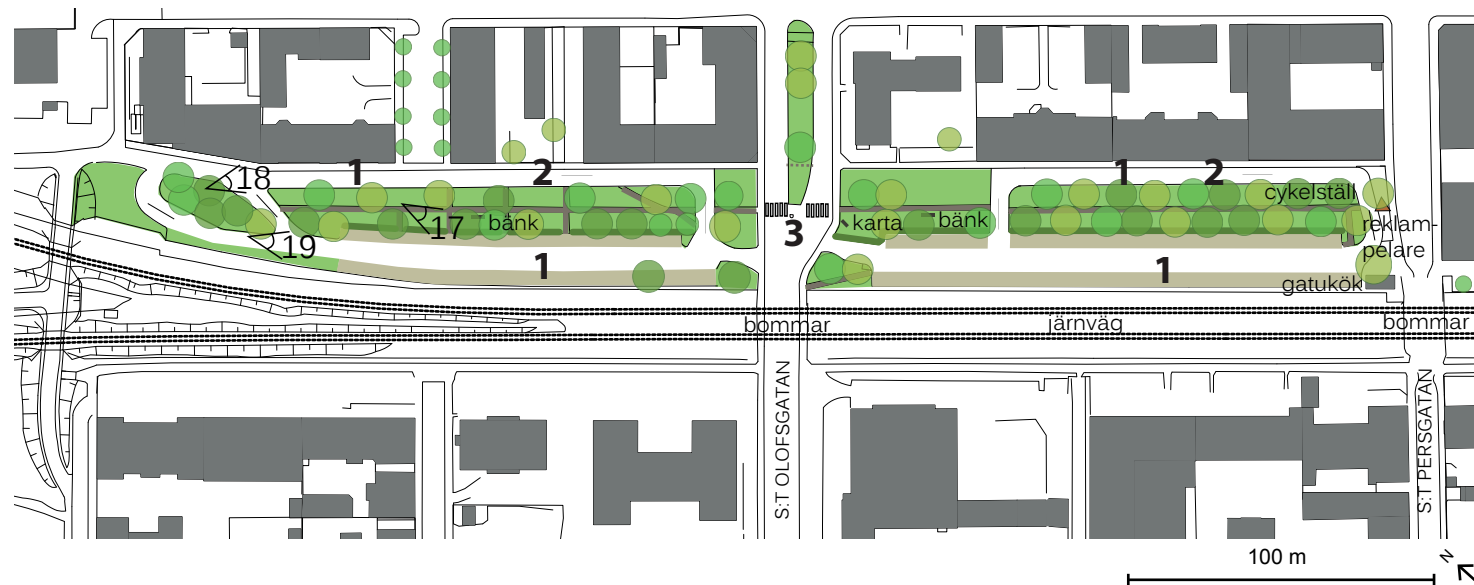 1
2
1
2
18
17
19
bänk
cykelställ
karta
bänk
3
reklam-
pelare
1
1
gatukök
bommar
järnväg
bommar
S:T OLOFSGATAN
S:T PERSGATAN
100 m
N